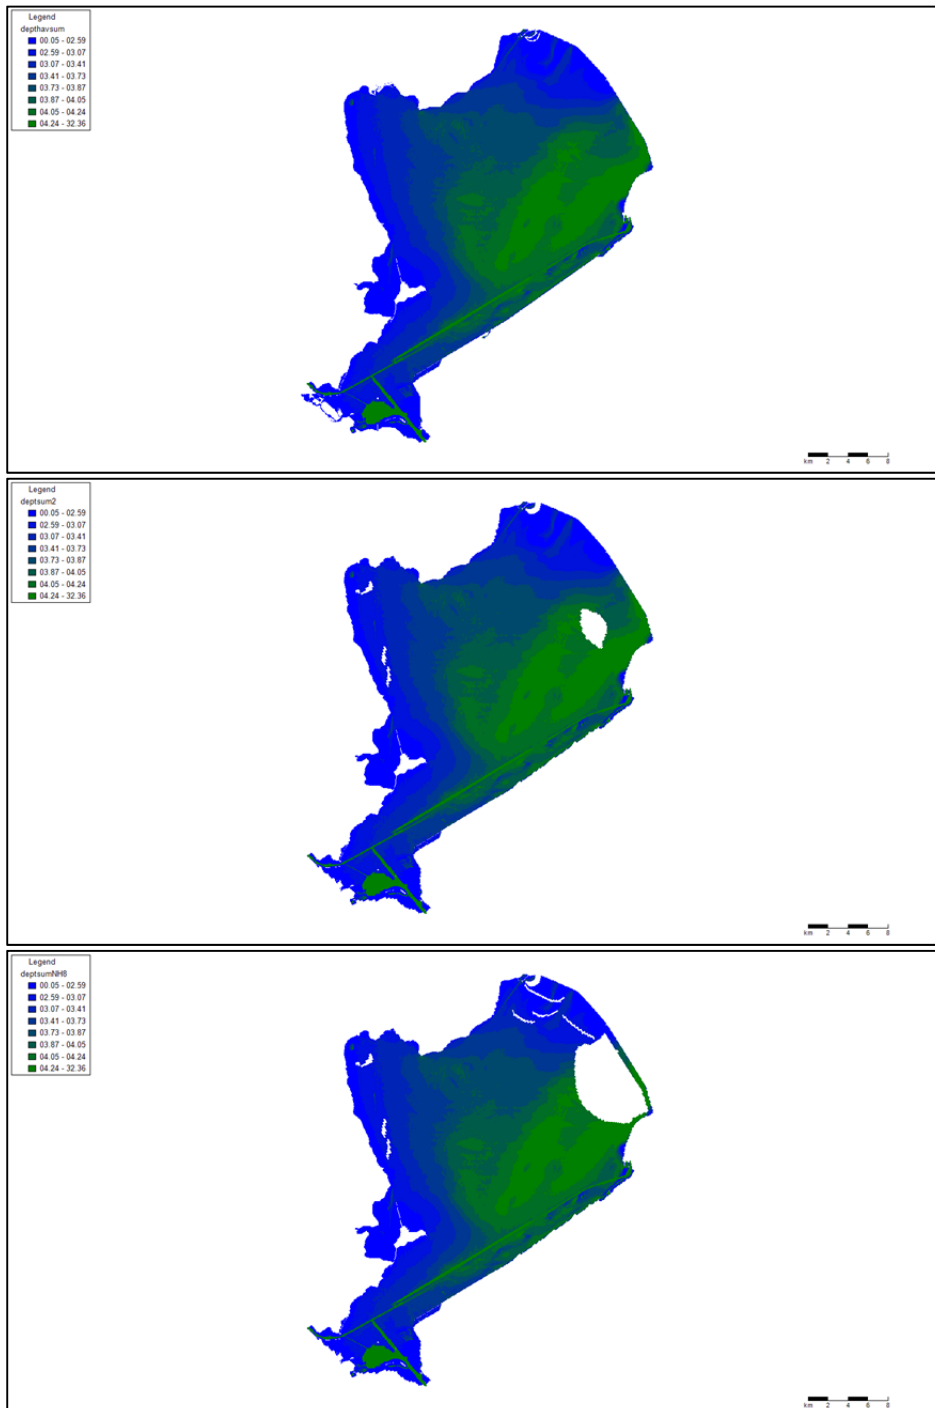 Legend
depthavsum
00.05 - 02.59
02.59 - 03.07
03.07 - 03.41
03.41 - 03.73
03.73 - 03.87
03.87 - 04.05
04.05 - 04.24
04.24 - 32.36
km 2 4 6 8
Legend
deptsum2
00.05 - 02.59
02.59 - 03.07
03.07 - 03.41
03.41 - 03.73
03.73 - 03.87
03.87 - 04.05
04.05 - 04.24
04.24 - 32.36
km 2 4 6 8
Legend
deptsumNH8
00.05 - 02.59
02.59 - 03.07
03.07 - 03.41
03.41 - 03.73
03.73 - 03.87
03.87 - 04.05
04.05 - 04.24
04.24 - 32.36
km 2 4 6 8